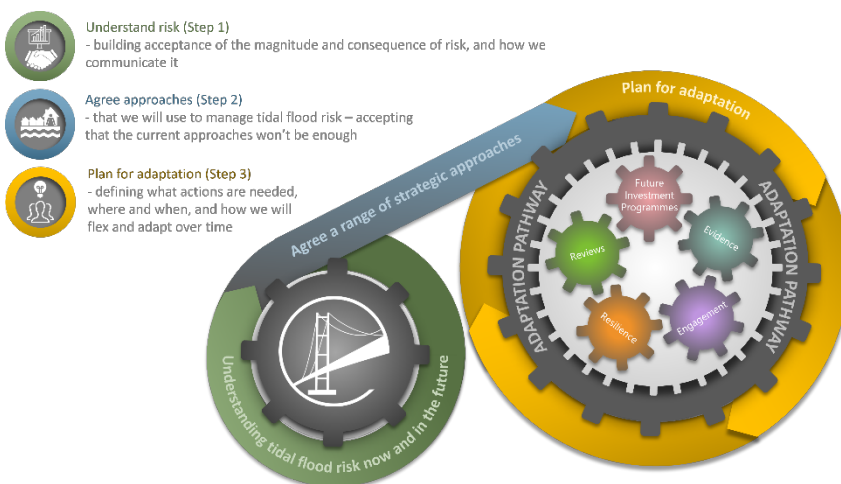 Understand risk (Step 1)
- building acceptance of the magnitude and consequence of risk, and how we
communicate it
Agree approaches (Step 2)
- that we will use to manage tidal flood risk – accepting
that the current approaches won't be enough
Plan for adaptation (Step 3)
- defining what actions are needed,
where and when, and how we will
flex and adapt over time
Understanding tidal flood risk now and in the future
Agree a range of strategic approaches
Plan for adaptation
ADAPTATION PATHWAY
ADAPTATION PATHWAY
Future
Investment
Programmes
Evidence
Engagement
Resilience
Reviews